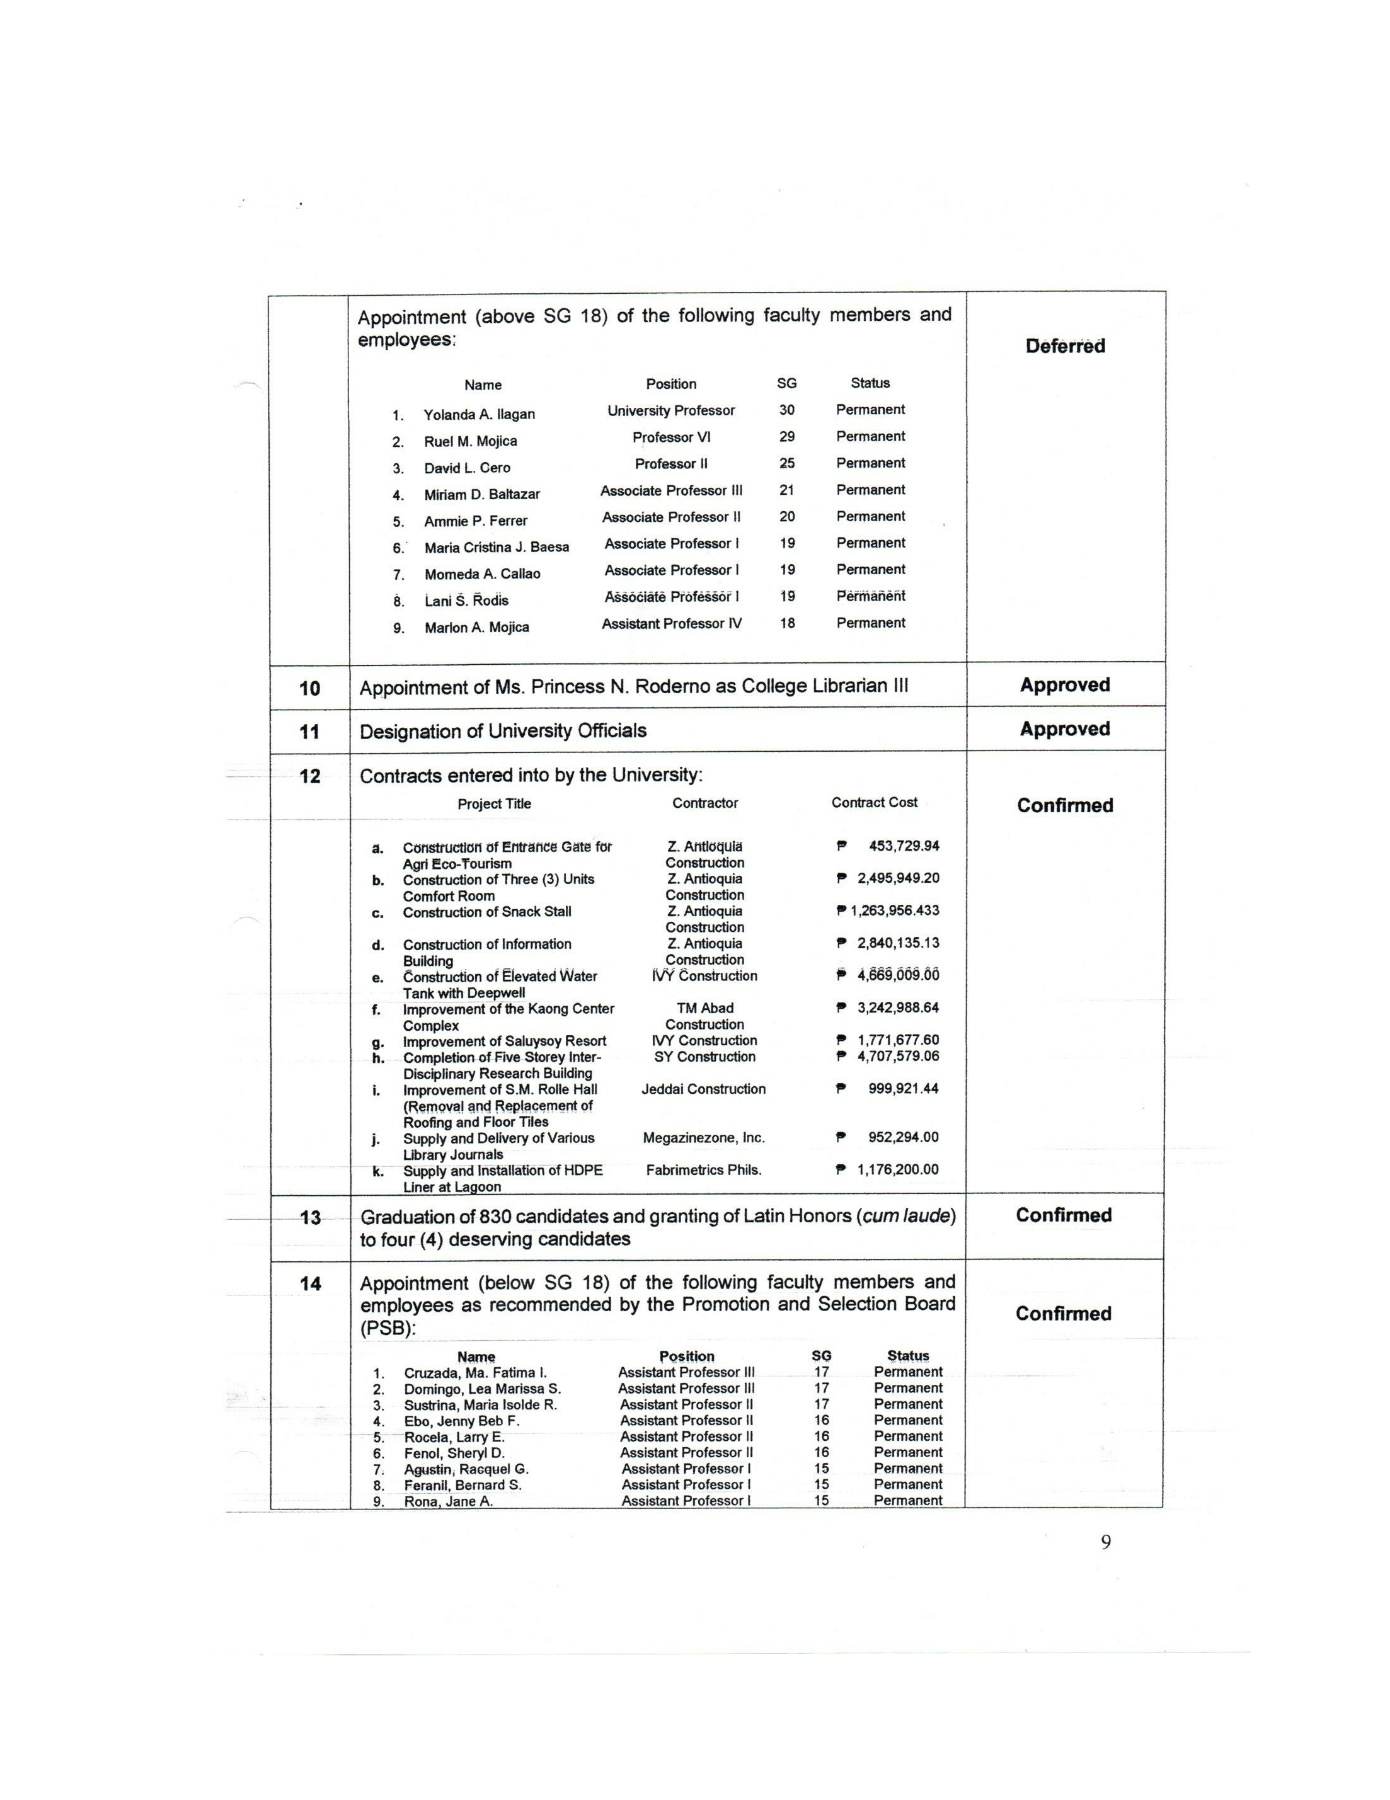 Appointment (above SG 18) of the following faculty members and
employees:
Deferred
Name Position SG Status
1. Yolanda A. Ilagan University Professor 30 Permanent
2. Ruel M. Mojica Professor VI 29 Permanent
3. David L. Cero Professor II 25 Permanent
4. Miriam D. Baltazar Associate Professor III 21 Permanent
5. Ammie P. Ferrer Associate Professor II 20 Permanent
6. Maria Cristina J. Baesa Associate Professor I 19 Permanent
7. Momeda A. Callao Associate Professor I 19 Permanent
8. Lani S. Rodis Associate Professor I 19 Permanent
9. Marlon A. Mojica Assistant Professor IV 18 Permanent
10 Appointment of Ms. Princess N. Roderno as College Librarian III Approved
11 Designation of University Officials Approved
12 Contracts entered into by the University:
Project Title Contractor Contract Cost Confirmed
a. Construction of Entrance Gate for Z. Antioquia ₱ 453,729.94
Agri Eco-Tourism Construction
b. Construction of Three (3) Units Z. Antioquia ₱ 2,495,949.20
Comfort Room Construction
c. Construction of Snack Stall Z. Antioquia ₱ 1,263,956.433
Construction
d. Construction of Information Z. Antioquia ₱ 2,840,135.13
Building Construction
e. Construction of Elevated Water IVY Construction ₱ 4,669,009.00
Tank with Deepwell
f. Improvement of the Kaong Center TM Abad ₱ 3,242,988.64
Complex Construction
g. Improvement of Saluysoy Resort IVY Construction ₱ 1,771,677.60
h. Completion of Five Storey Inter- SY Construction ₱ 4,707,579.06
Disciplinary Research Building
i. Improvement of S.M. Rolle Hall Jeddai Construction ₱ 999,921.44
(Removal and Replacement of
Roofing and Floor Tiles
j. Supply and Delivery of Various Megazinezone, Inc. ₱ 952,294.00
Library Journals
k. Supply and Installation of HDPE Fabrimetrics Phils. ₱ 1,176,200.00
Liner at Lagoon
13 Graduation of 830 candidates and granting of Latin Honors (cum laude) Confirmed
to four (4) deserving candidates
14 Appointment (below SG 18) of the following faculty members and
employees as recommended by the Promotion and Selection Board Confirmed
(PSB):
Name Position SG Status
1. Cruzada, Ma. Fatima I. Assistant Professor III 17 Permanent
2. Domingo, Lea Marissa S. Assistant Professor III 17 Permanent
3. Sustrina, Maria Isolde R. Assistant Professor II 17 Permanent
4. Ebo, Jenny Beb F. Assistant Professor II 16 Permanent
5. Rocela, Larry E. Assistant Professor II 16 Permanent
6. Fenol, Sheryl D. Assistant Professor II 16 Permanent
7. Agustin, Racquel G. Assistant Professor I 15 Permanent
8. Feranil, Bernard S. Assistant Professor I 15 Permanent
9. Rona, Jane A. Assistant Professor I 15 Permanent
9